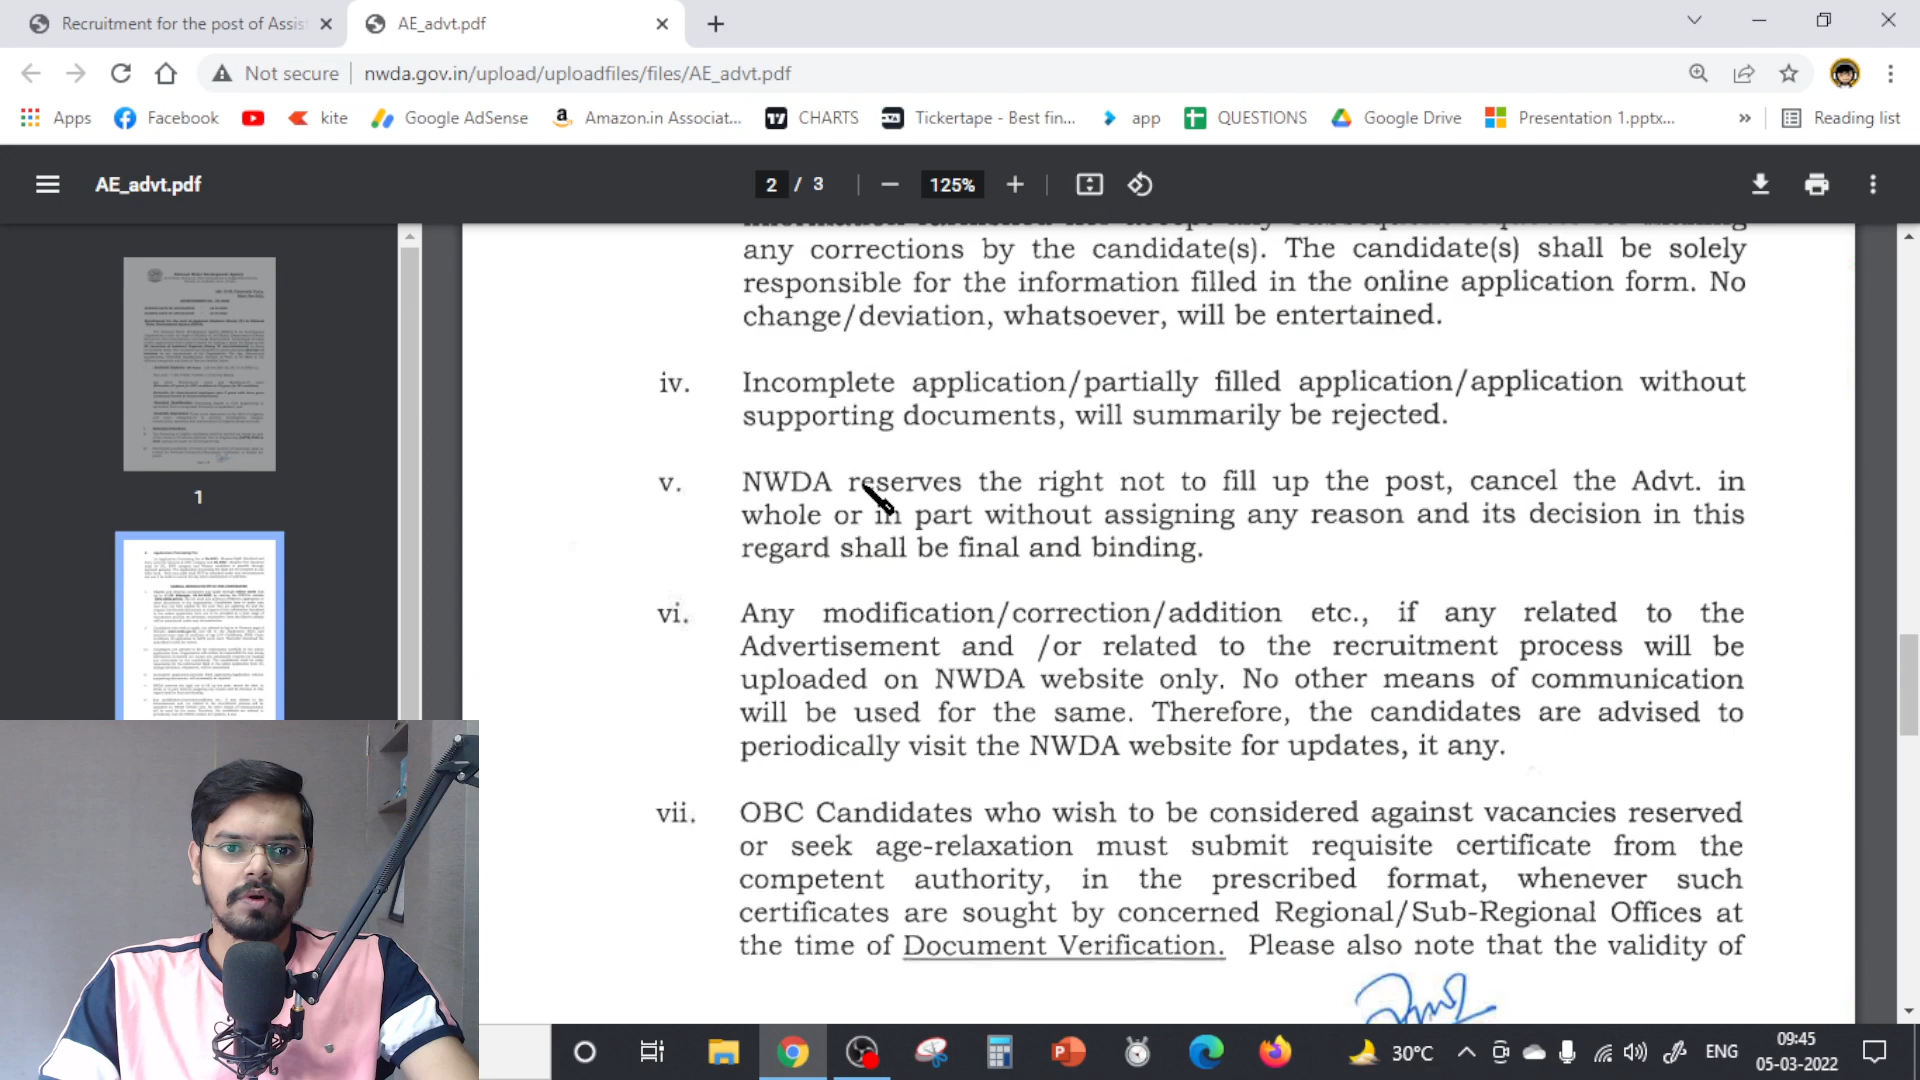 Recruitment for the post of Assis
AE_advt.pdf
Not secure
nwda.gov.in/upload/uploadfiles/files/AE_advt.pdf
Apps
Facebook
kite
Google AdSense
Amazon.in Associat...
CHARTS
Tickertape - Best fin...
app
QUESTIONS
Google Drive
Presentation 1.pptx...
Reading list
AE_advt.pdf
2 / 3
125%
1
any corrections by the candidate(s). The candidate(s) shall be solely
responsible for the information filled in the online application form. No
change/deviation, whatsoever, will be entertained.
iv. Incomplete application/partially filled application/application without
supporting documents, will summarily be rejected.
v. NWDA reserves the right not to fill up the post, cancel the Advt. in
whole or in part without assigning any reason and its decision in this
regard shall be final and binding.
vi. Any modification/correction/addition etc., if any related to the
Advertisement and /or related to the recruitment process will be
uploaded on NWDA website only. No other means of communication
will be used for the same. Therefore, the candidates are advised to
periodically visit the NWDA website for updates, it any.
vii. OBC Candidates who wish to be considered against vacancies reserved
or seek age-relaxation must submit requisite certificate from the
competent authority, in the prescribed format, whenever such
certificates are sought by concerned Regional/Sub-Regional Offices at
the time of Document Verification. Please also note that the validity of
30°C
ENG
09:45
05-03-2022